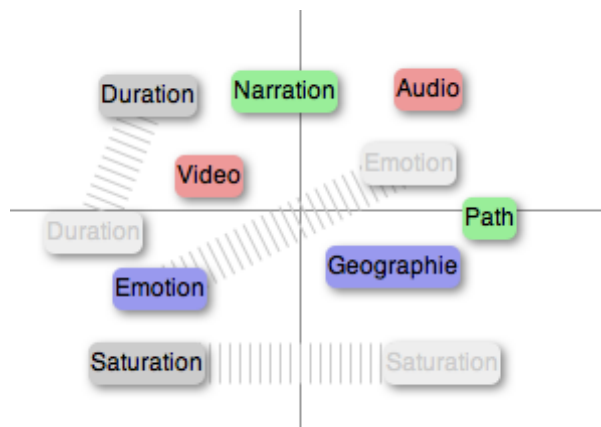 Duration
Narration
Audio
Video
Emotion
Duration
Path
Emotion
Geographie
Saturation
Saturation